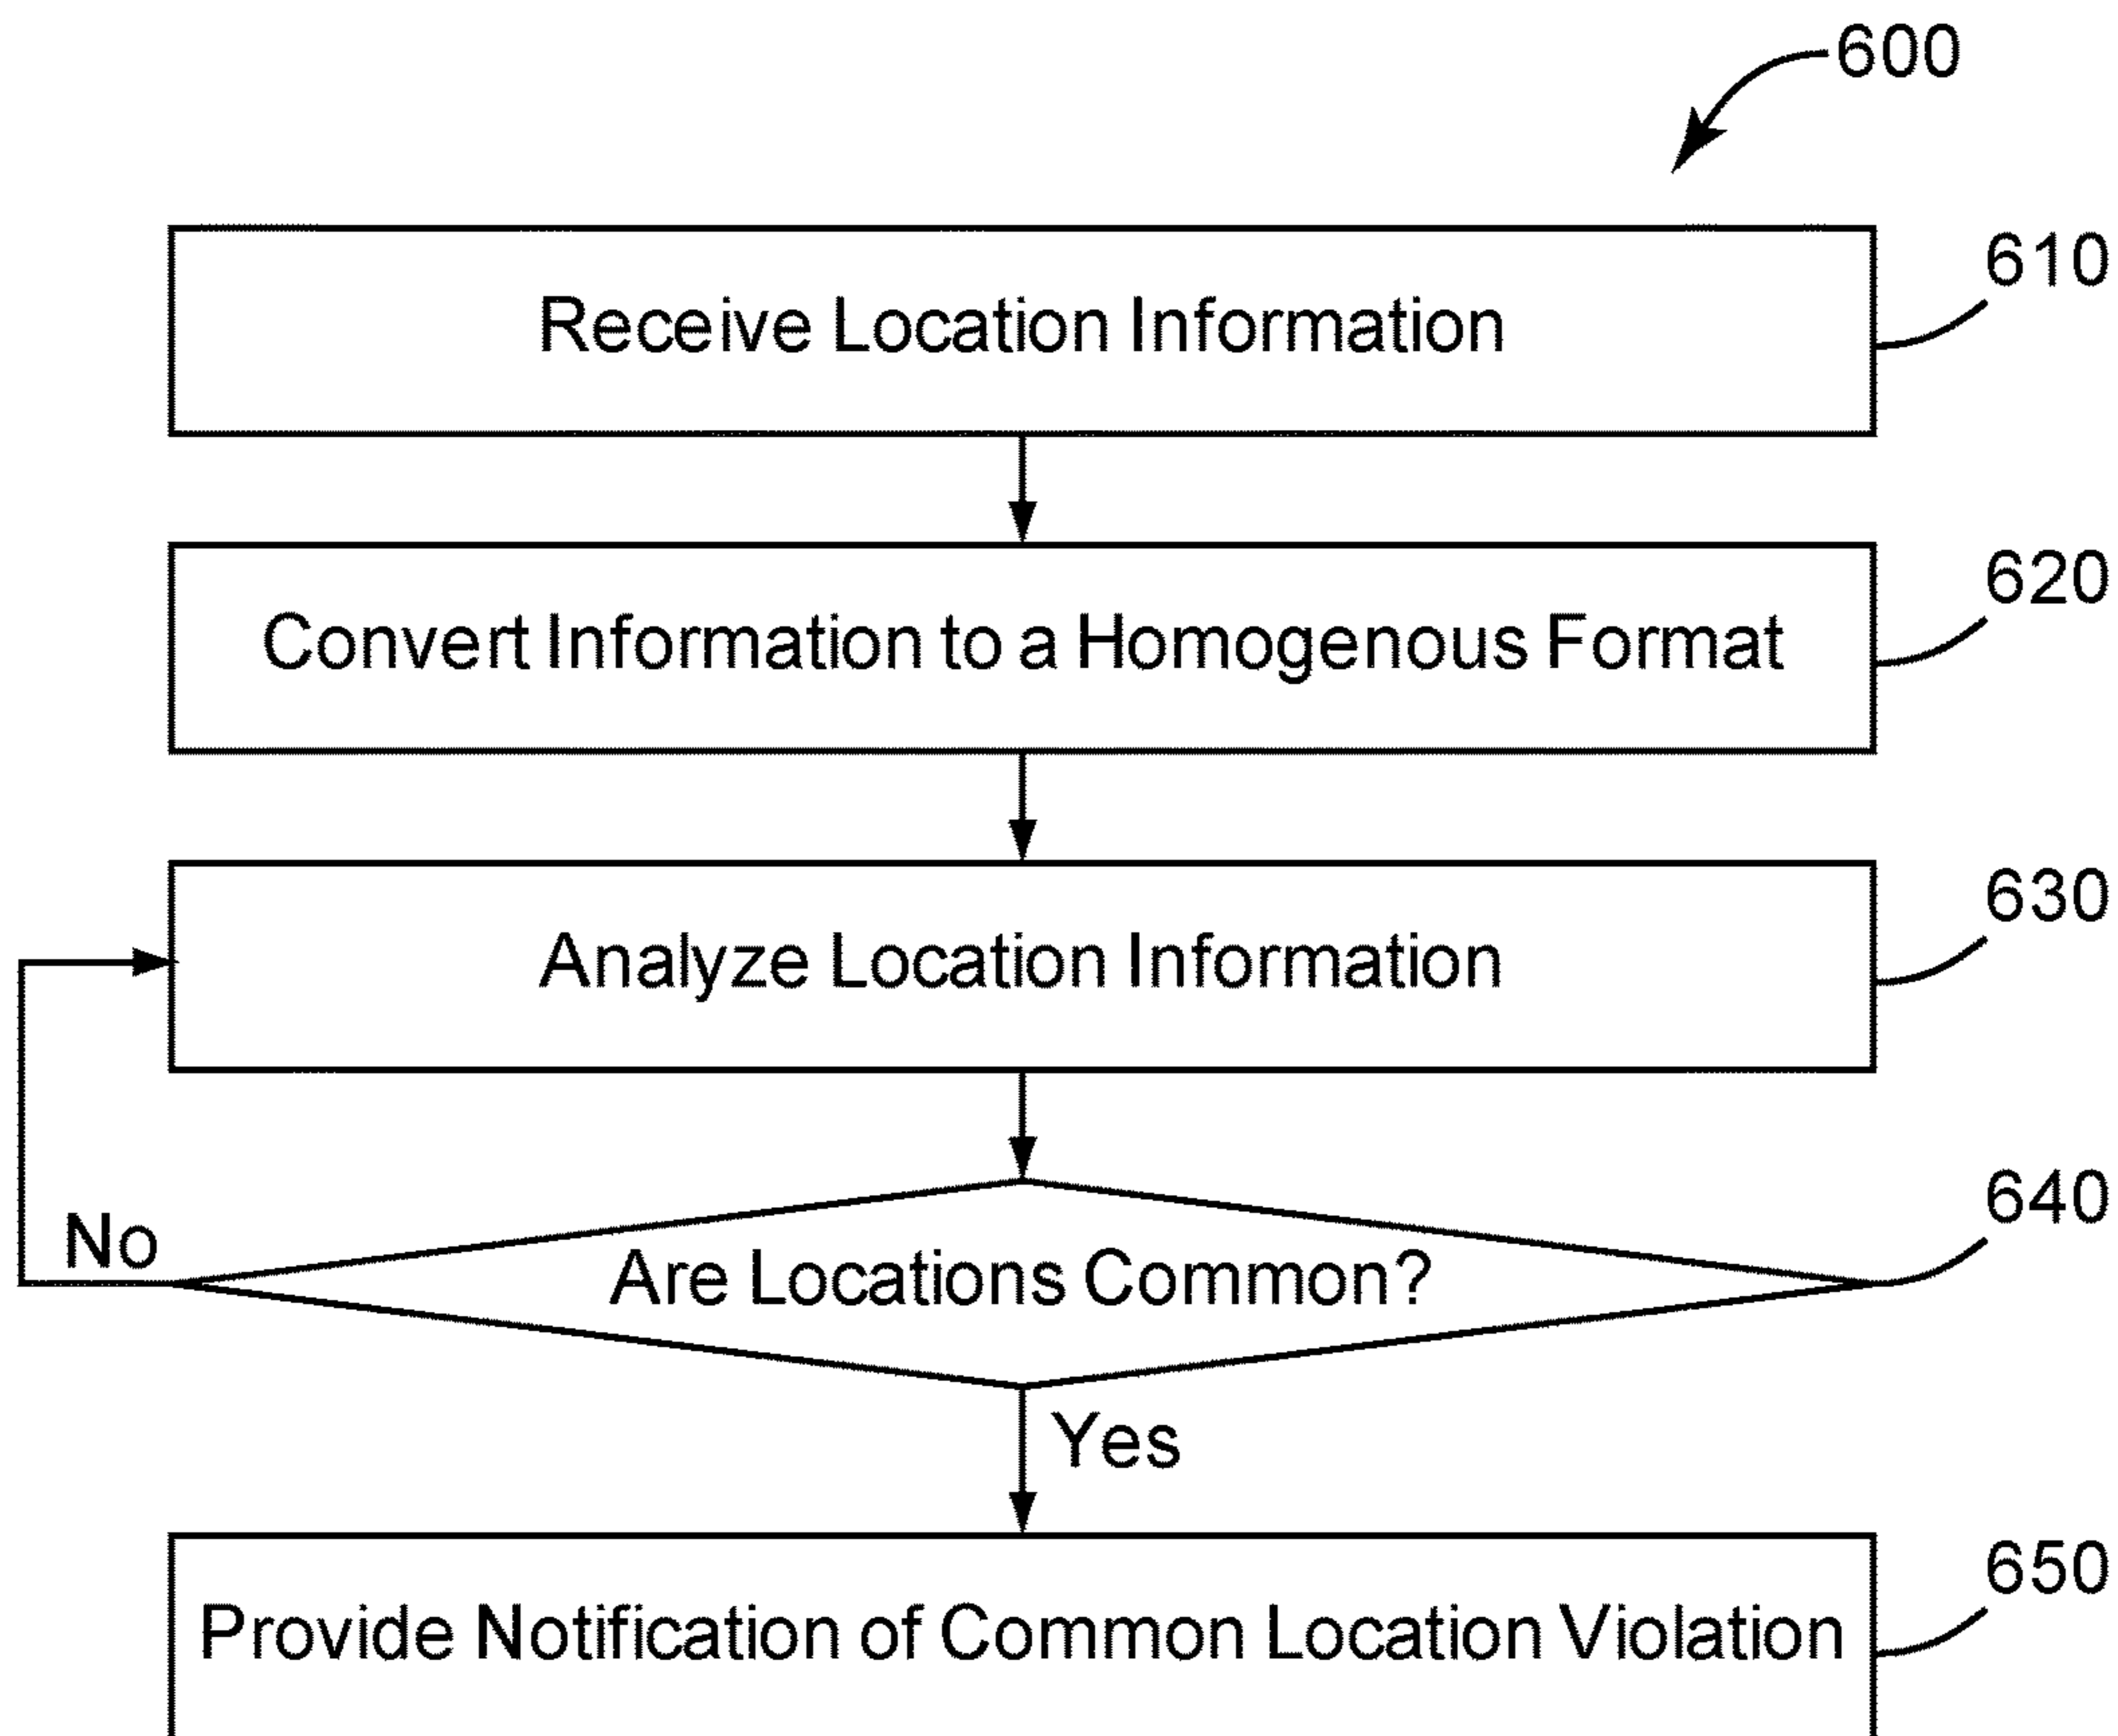 600
610
Receive Location Information
620
Convert Information to a Homogenous Format
630
Analyze Location Information
640
No
Are Locations Common?
Yes
650
Provide Notification of Common Location Violation